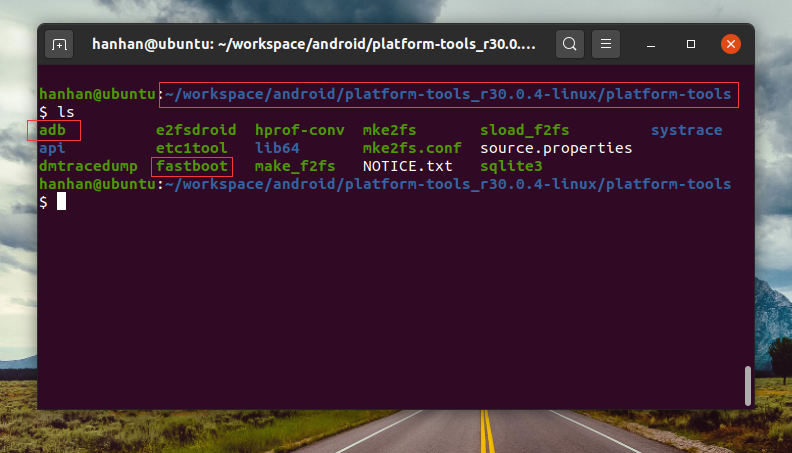 hanhan@ubuntu: ~/workspace/android/platform-tools_r30.0....
hanhan@ubuntu:~/workspace/android/platform-tools_r30.0.4-linux/platform-tools
$ ls
adb e2fsdroid hprof-conv mke2fs sload_f2fs systrace
api etc1tool lib64 mke2fs.conf source.properties
dmtracedump fastboot make_f2fs NOTICE.txt sqlite3
hanhan@ubuntu:~/workspace/android/platform-tools_r30.0.4-linux/platform-tools
$